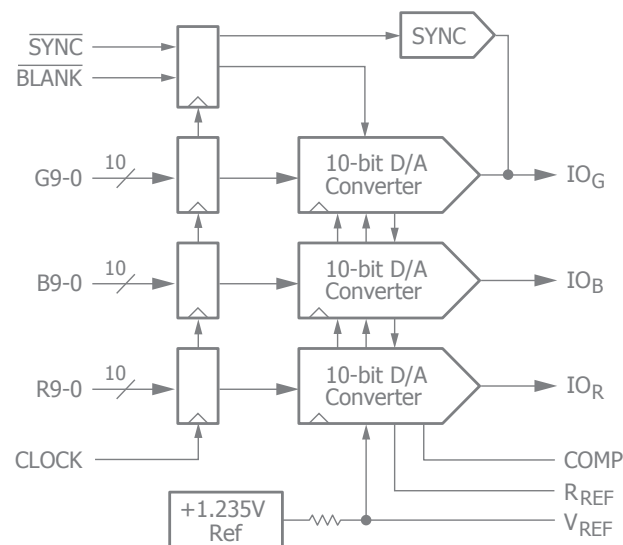 SYNC
SYNC
BLANK
10-bit D/A
Converter
G9-0
10
IOG
10-bit D/A
Converter
B9-0
10
IOB
10-bit D/A
Converter
R9-0
10
IOR
CLOCK
COMP
RREF
+1.235V
Ref
VREF